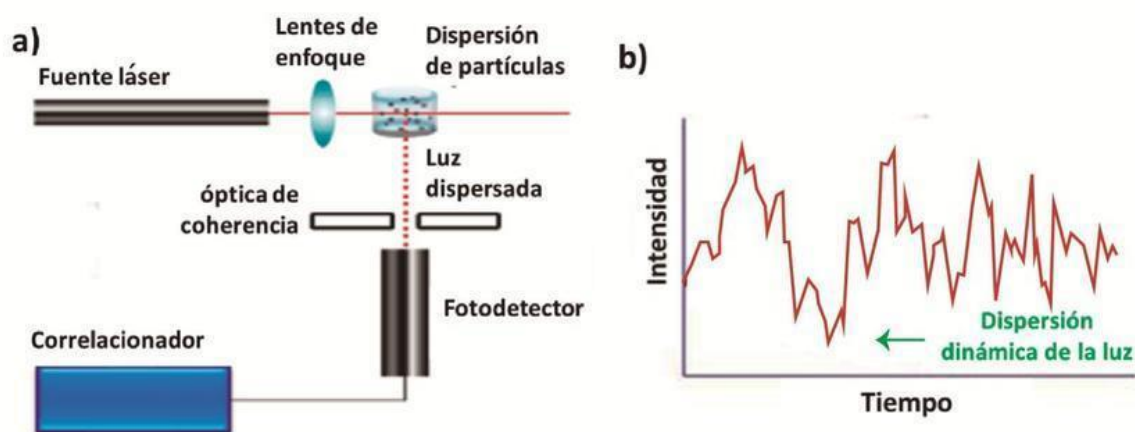 a)
Fuente láser
Lentes de
enfoque
Dispersión
de partículas
Luz
dispersada
óptica de
coherencia
Fotodetector
Correlacionador
b)
Intensidad
Dispersión
dinámica de la luz
Tiempo